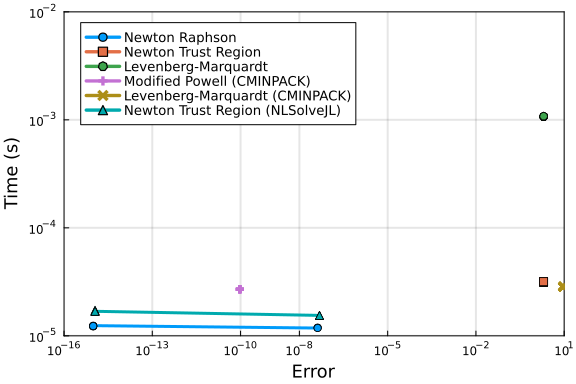 10⁻²
Newton Raphson
Newton Trust Region
Levenberg-Marquardt
Modified Powell (CMINPACK)
Levenberg-Marquardt (CMINPACK)
Newton Trust Region (NLSolveJL)
10⁻³
Time (s)
10⁻⁴
10⁻⁵
10⁻¹⁶ 10⁻¹³ 10⁻¹⁰ 10⁻⁸ 10⁻⁵ 10⁻² 10¹
Error